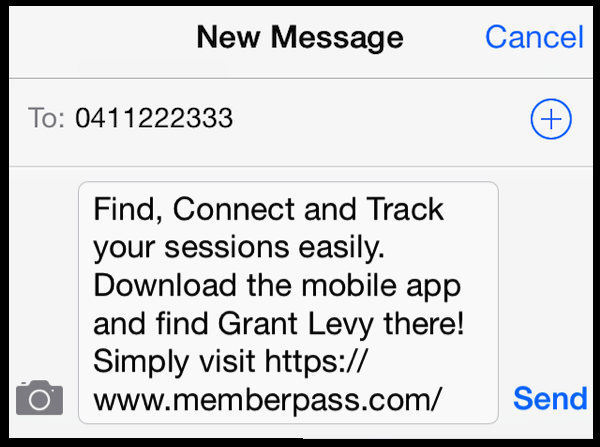 New Message Cancel
To: 0411222333
Find, Connect and Track
your sessions easily.
Download the mobile app
and find Grant Levy there!
Simply visit https://
www.memberpass.com/
Send